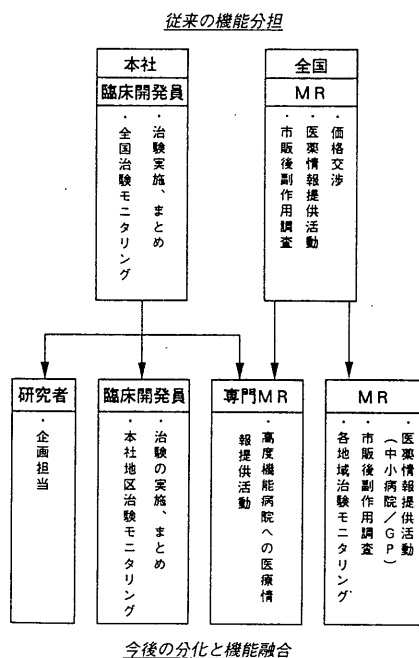 従来の機能分担
本社
臨床開発員
・治験実施、まとめ
・全国治験モニタリング
全国
MR
・価格交渉
・医薬情報提供活動
・市販後副作用調査
研究者
・企画担当
臨床開発員
・治験の実施、まとめ
・本社地区治験モニタリング
専門MR
・高度機能病院への医療情
報提供活動
MR
・医薬情報提供活動
(中小病院/GP)
・市販後副作用調査
・各地域治験モニタリング
今後の分化と機能融合